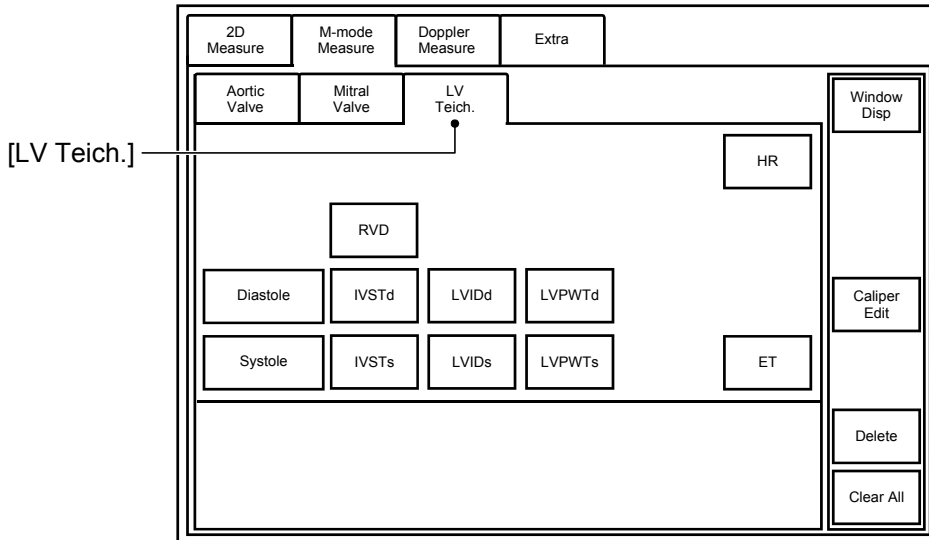 2D
Measure
M-mode
Measure
Doppler
Measure
Extra
Aortic
Valve
Mitral
Valve
LV
Teich.
Window
Disp
[LV Teich.]
HR
RVD
Diastole
IVSTd
LVIDd
LVPWTd
Caliper
Edit
Systole
IVSTs
LVIDs
LVPWTs
ET
Delete
Clear All